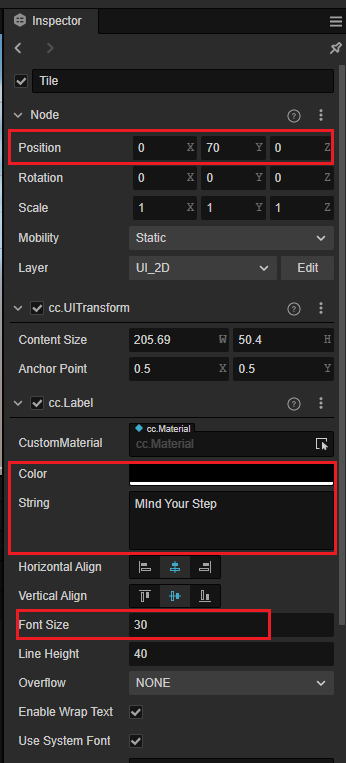 Inspector
Tile
Node
Position 0 X 70 Y 0 Z
Rotation 0 X 0 Y 0 Z
Scale 1 X 1 Y 1 Z
Mobility Static
Layer UI_2D Edit
cc.UITransform
Content Size 205.69 W 50.4 H
Anchor Point 0.5 X 0.5 Y
cc.Label
cc.Material
CustomMaterial cc.Material
Color
String MInd Your Step
Horizontal Align
Vertical Align
Font Size 30
Line Height 40
Overflow NONE
Enable Wrap Text
Use System Font